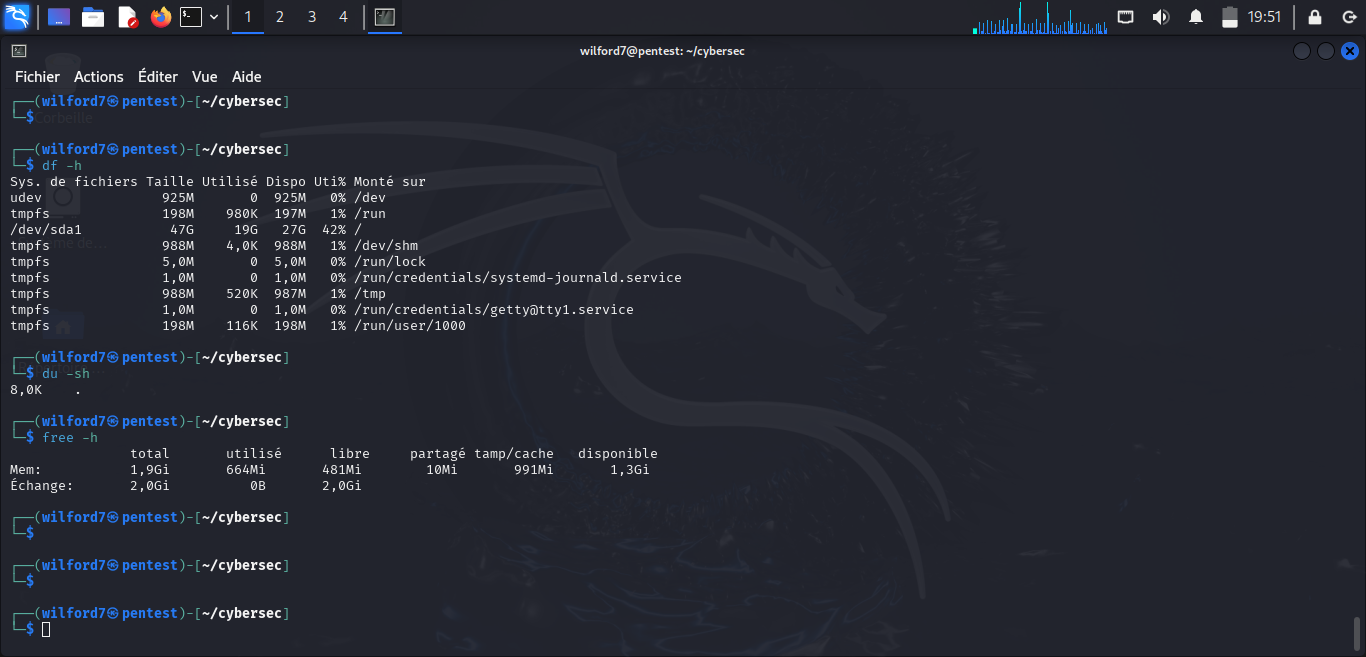 1 2 3 4 19:51
wilford7@pentest: ~/cybersec
Fichier Actions Éditer Vue Aide
┌──(wilford7㉿pentest)-[~/cybersec]
└─$
Corbeille
┌──(wilford7㉿pentest)-[~/cybersec]
└─$ df -h
Sys. de fichiers Taille Utilisé Dispo Uti% Monté sur
udev 925M 0 925M 0% /dev
tmpfs 198M 980K 197M 1% /run
/dev/sda1 47G 19G 27G 42% /
tmpfs 988M 4,0K 988M 1% /dev/shm
tmpfs 5,0M 0 5,0M 0% /run/lock
tmpfs 1,0M 0 1,0M 0% /run/credentials/systemd-journald.service
tmpfs 988M 520K 987M 1% /tmp
tmpfs 1,0M 0 1,0M 0% /run/credentials/getty@tty1.service
tmpfs 198M 116K 198M 1% /run/user/1000
┌──(wilford7㉿pentest)-[~/cybersec]
└─$ du -sh
8,0K .
┌──(wilford7㉿pentest)-[~/cybersec]
└─$ free -h
total utilisé libre partagé tamp/cache disponible
Mem: 1,9Gi 664Mi 481Mi 10Mi 991Mi 1,3Gi
Échange: 2,0Gi 0B 2,0Gi
┌──(wilford7㉿pentest)-[~/cybersec]
└─$
┌──(wilford7㉿pentest)-[~/cybersec]
└─$
┌──(wilford7㉿pentest)-[~/cybersec]
└─$